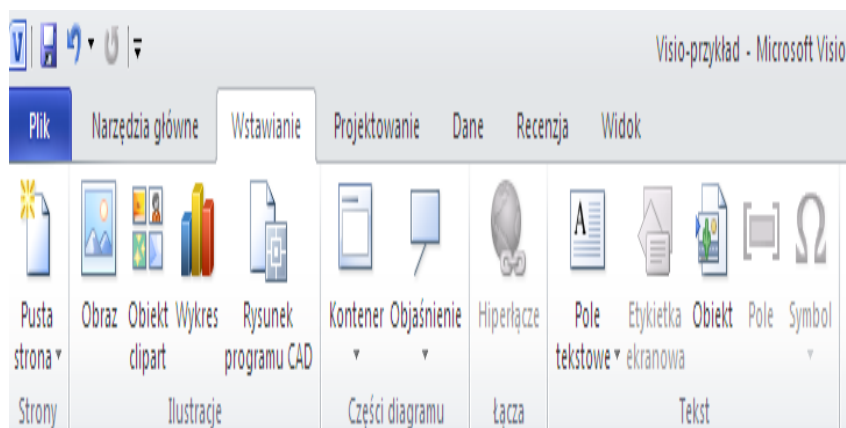 Visio-przykład - Microsoft Visio
Plik Narzędzia główne Wstawianie Projektowanie Dane Recenzja Widok
Pusta Obraz Obiekt Wykres Rysunek Kontener Objaśnienie Hiperłącze Pole Etykietka Obiekt Pole Symbol
strona clipart programu CAD tekstowe ekranowa
Strony Ilustracje Części diagramu Łącza Tekst